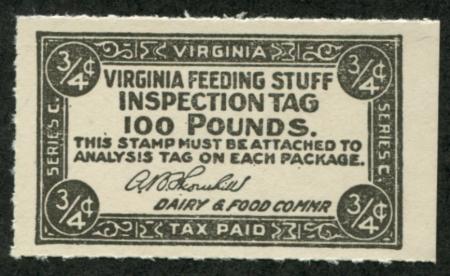 ¾¢ VIRGINIA ¾¢
VIRGINIA FEEDING STUFF
INSPECTION TAG
100 POUNDS.
THIS STAMP MUST BE ATTACHED TO
ANALYSIS TAG ON EACH PACKAGE.
SERIES C.
SERIES C.
A.B. Thornhill
DAIRY & FOOD COMMR
¾¢ TAX PAID ¾¢